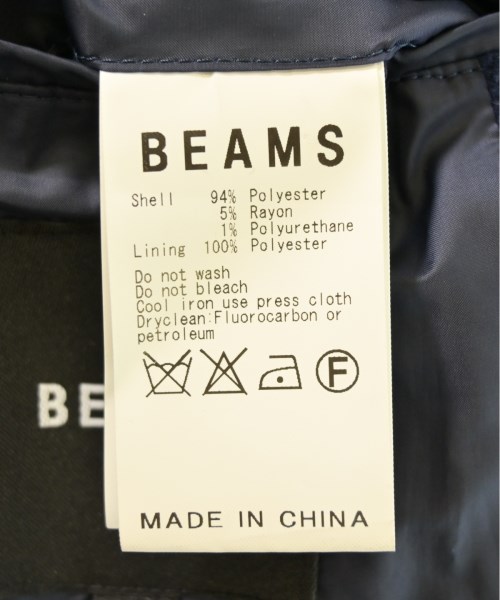 BEAMS
Shell 94% Polyester
5% Rayon
1% Polyurethane
Lining 100% Polyester
Do not wash
Do not bleach
Cool iron use press cloth
Dryclean:Fluorocarbon or
petroleum
F
BE
MADE IN CHINA